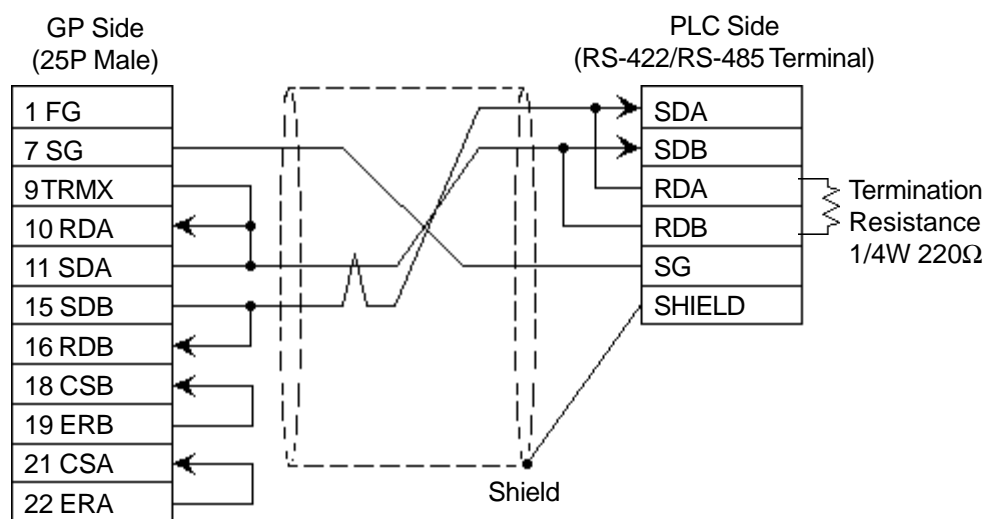 GP Side
(25P Male)
1 FG
7 SG
9TRMX
10 RDA
11 SDA
15 SDB
16 RDB
18 CSB
19 ERB
21 CSA
22 ERA
Shield
PLC Side
(RS-422/RS-485 Terminal)
SDA
SDB
RDA
RDB
SG
SHIELD
Termination
Resistance
1/4W 220Ω